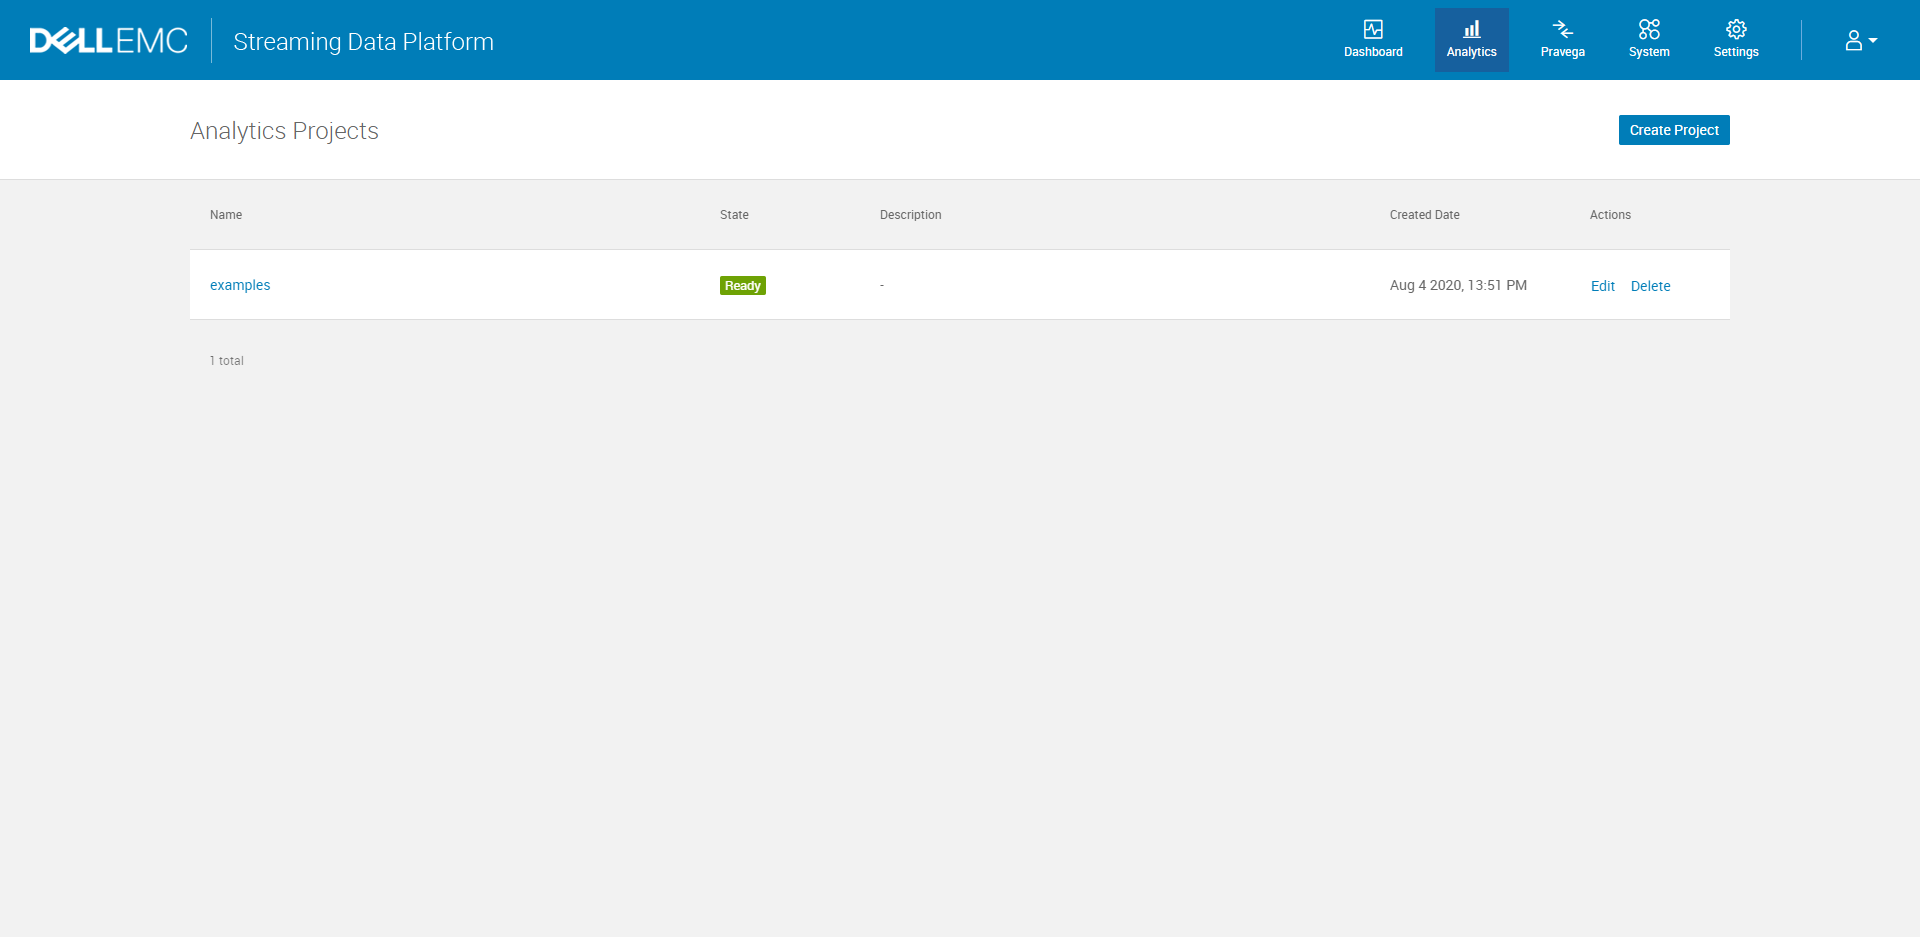 DELLEMC Streaming Data Platform Dashboard Analytics Pravega System Settings
Analytics Projects Create Project
Name State Description Created Date Actions
examples Ready - Aug 4 2020, 13:51 PM Edit Delete
1 total